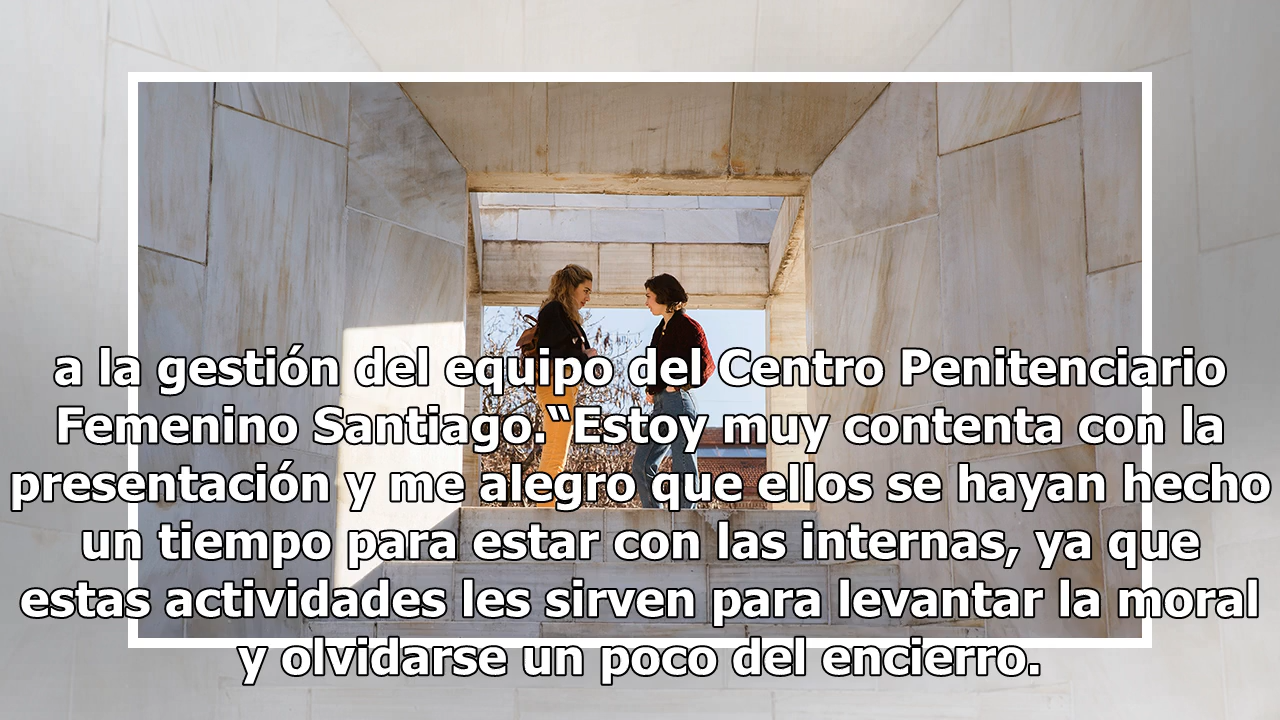 a la gestión del equipo del Centro Penitenciario
Femenino Santiago.“Estoy muy contenta con la
presentación y me alegro que ellos se hayan hecho
un tiempo para estar con las internas, ya que
estas actividades les sirven para levantar la moral
y olvidarse un poco del encierro.